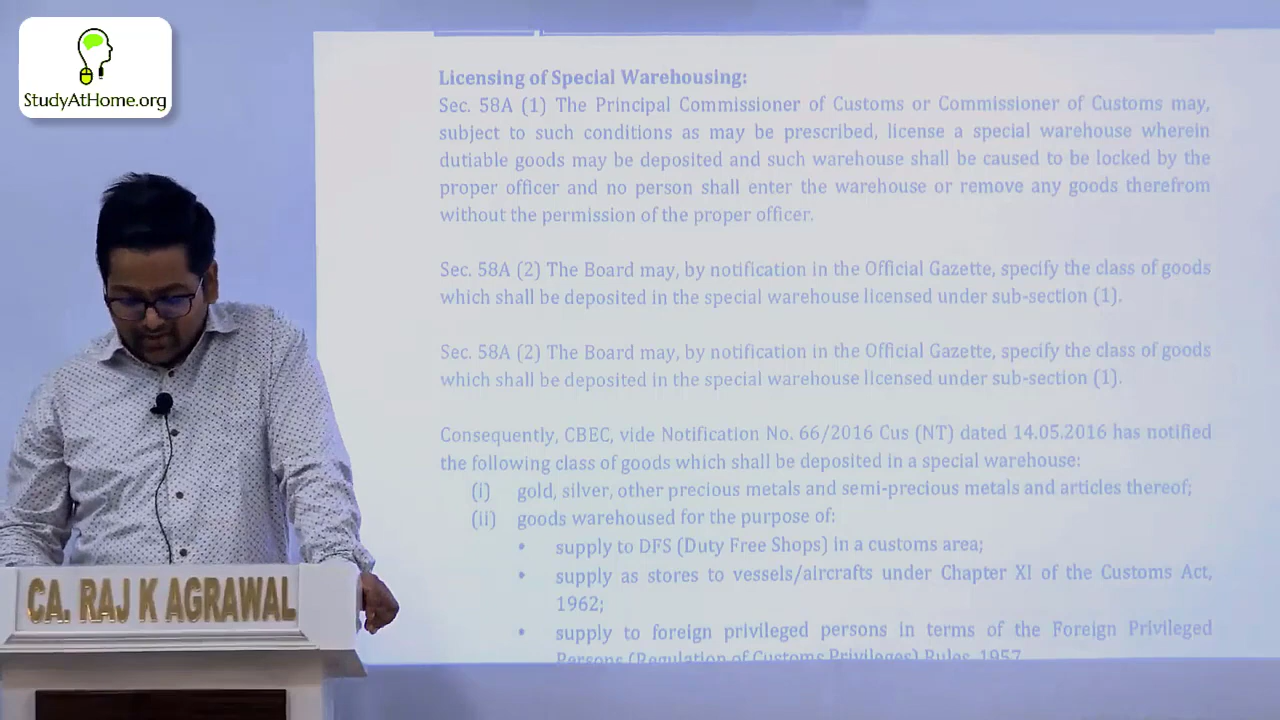 StudyAtHome.org
Licensing of Special Warehousing:
Sec. 58A (1) The Principal Commissioner of Customs or Commissioner of Customs may,
subject to such conditions as may be prescribed, license a special warehouse wherein
dutiable goods may be deposited and such warehouse shall be caused to be locked by the
proper officer and no person shall enter the warehouse or remove any goods therefrom
without the permission of the proper officer.
Sec. 58A (2) The Board may, by notification in the Official Gazette, specify the class of goods
which shall be deposited in the special warehouse licensed under sub-section (1).
Sec. 58A (2) The Board may, by notification in the Official Gazette, specify the class of goods
which shall be deposited in the special warehouse licensed under sub-section (1).
Consequently, CBEC, vide Notification No. 66/2016 Cus (NT) dated 14.05.2016 has notified
the following class of goods which shall be deposited in a special warehouse:
(i) gold, silver, other precious metals and semi-precious metals and articles thereof;
(ii) goods warehoused for the purpose of:
• supply to DFS (Duty Free Shops) in a customs area;
• supply as stores to vessels/aircrafts under Chapter XI of the Customs Act,
1962;
• supply to foreign privileged persons in terms of the Foreign Privileged
Persons (Regulation of Customs Privileges) Rules, 1957
CA. RAJ K AGRAWAL